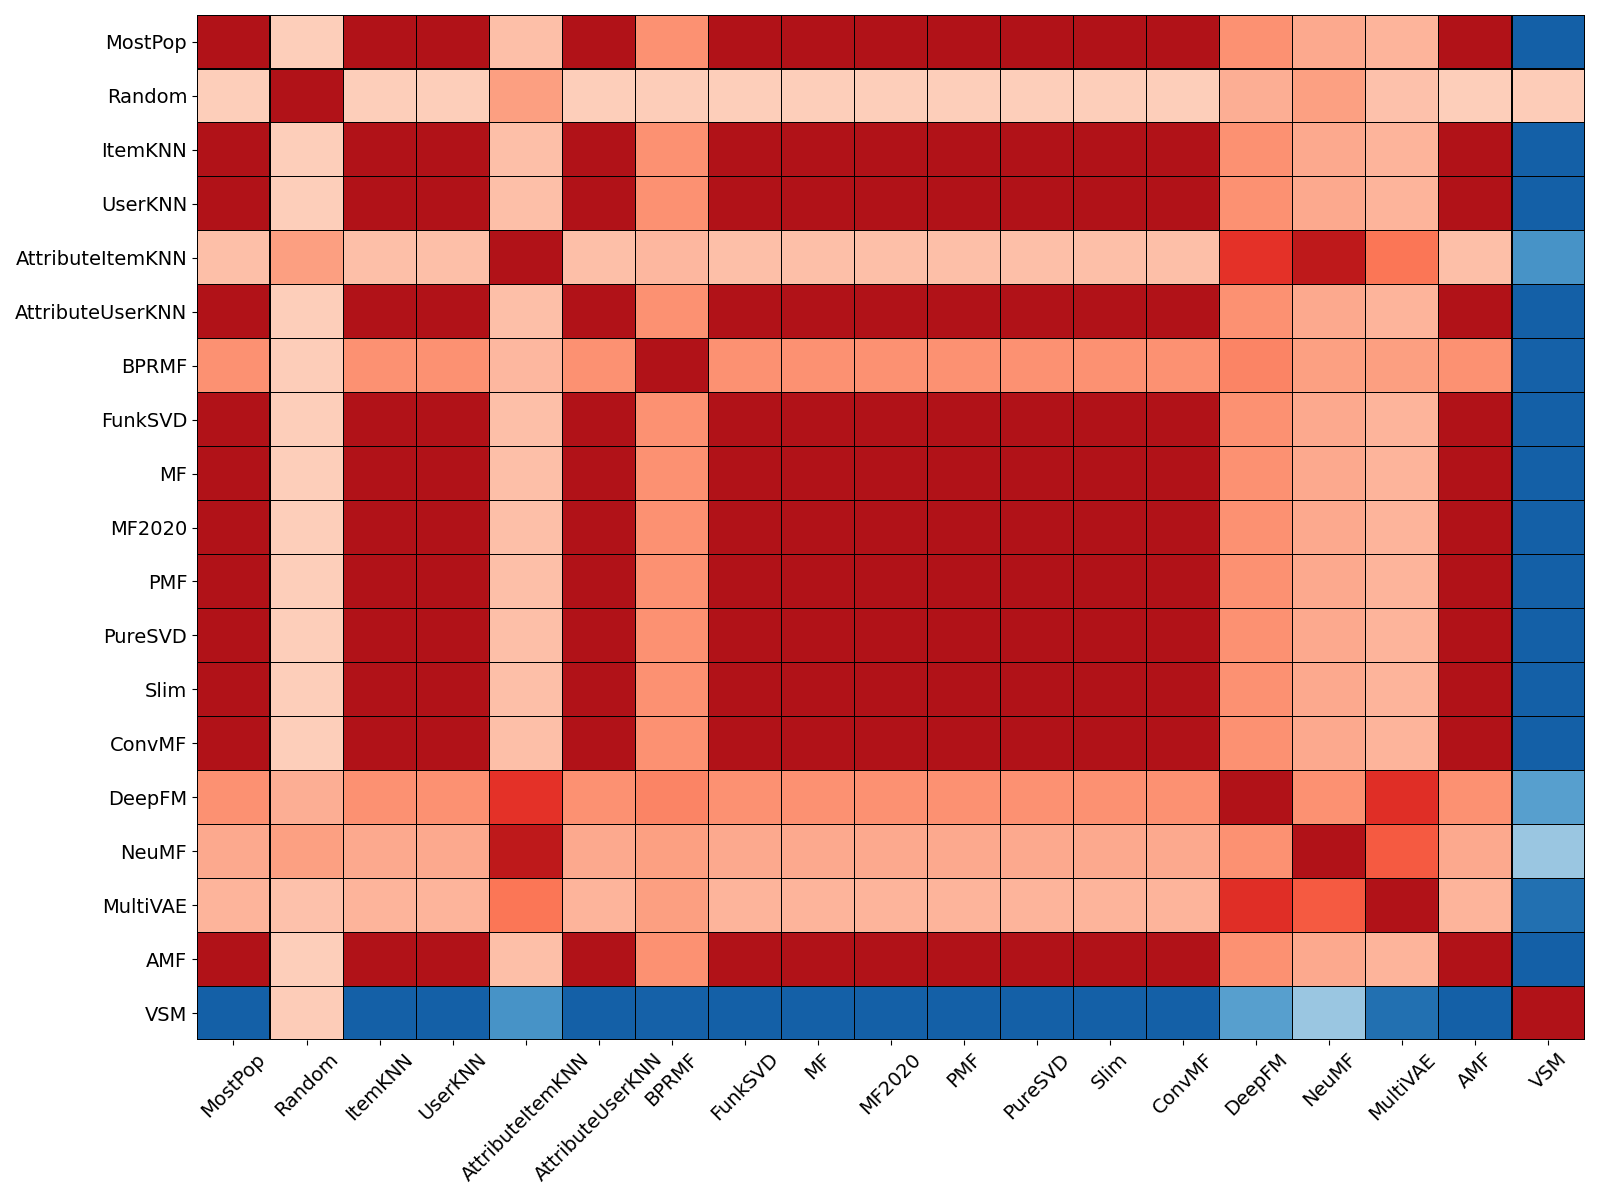 MostPop
Random
ItemKNN
UserKNN
AttributeItemKNN
AttributeUserKNN
BPRMF
FunkSVD
MF
MF2020
PMF
PureSVD
Slim
ConvMF
DeepFM
NeuMF
MultiVAE
AMF
VSM
MostPop
Random
ItemKNN
UserKNN
AttributeItemKNN
AttributeUserKNN
BPRMF
FunkSVD
MF
MF2020
PMF
PureSVD
Slim
ConvMF
DeepFM
NeuMF
MultiVAE
AMF
VSM